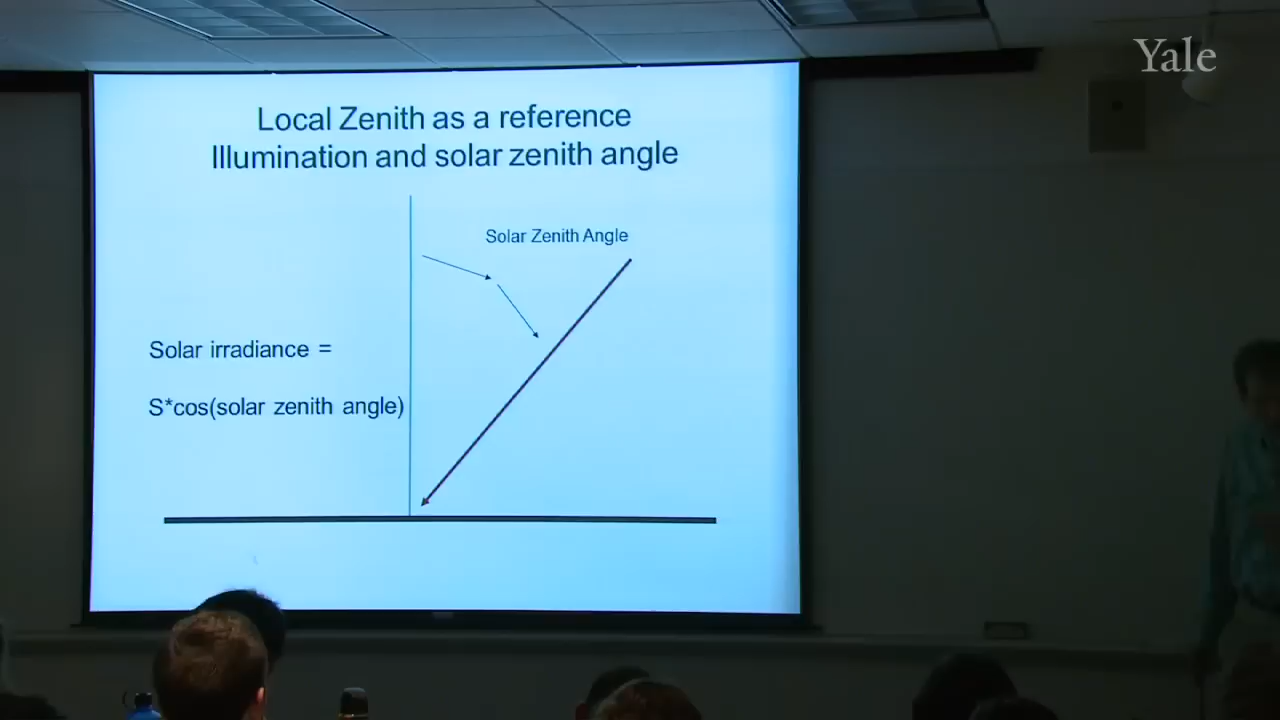 Yale
Local Zenith as a reference
Illumination and solar zenith angle
Solar Zenith Angle
Solar irradiance =
S*cos(solar zenith angle)